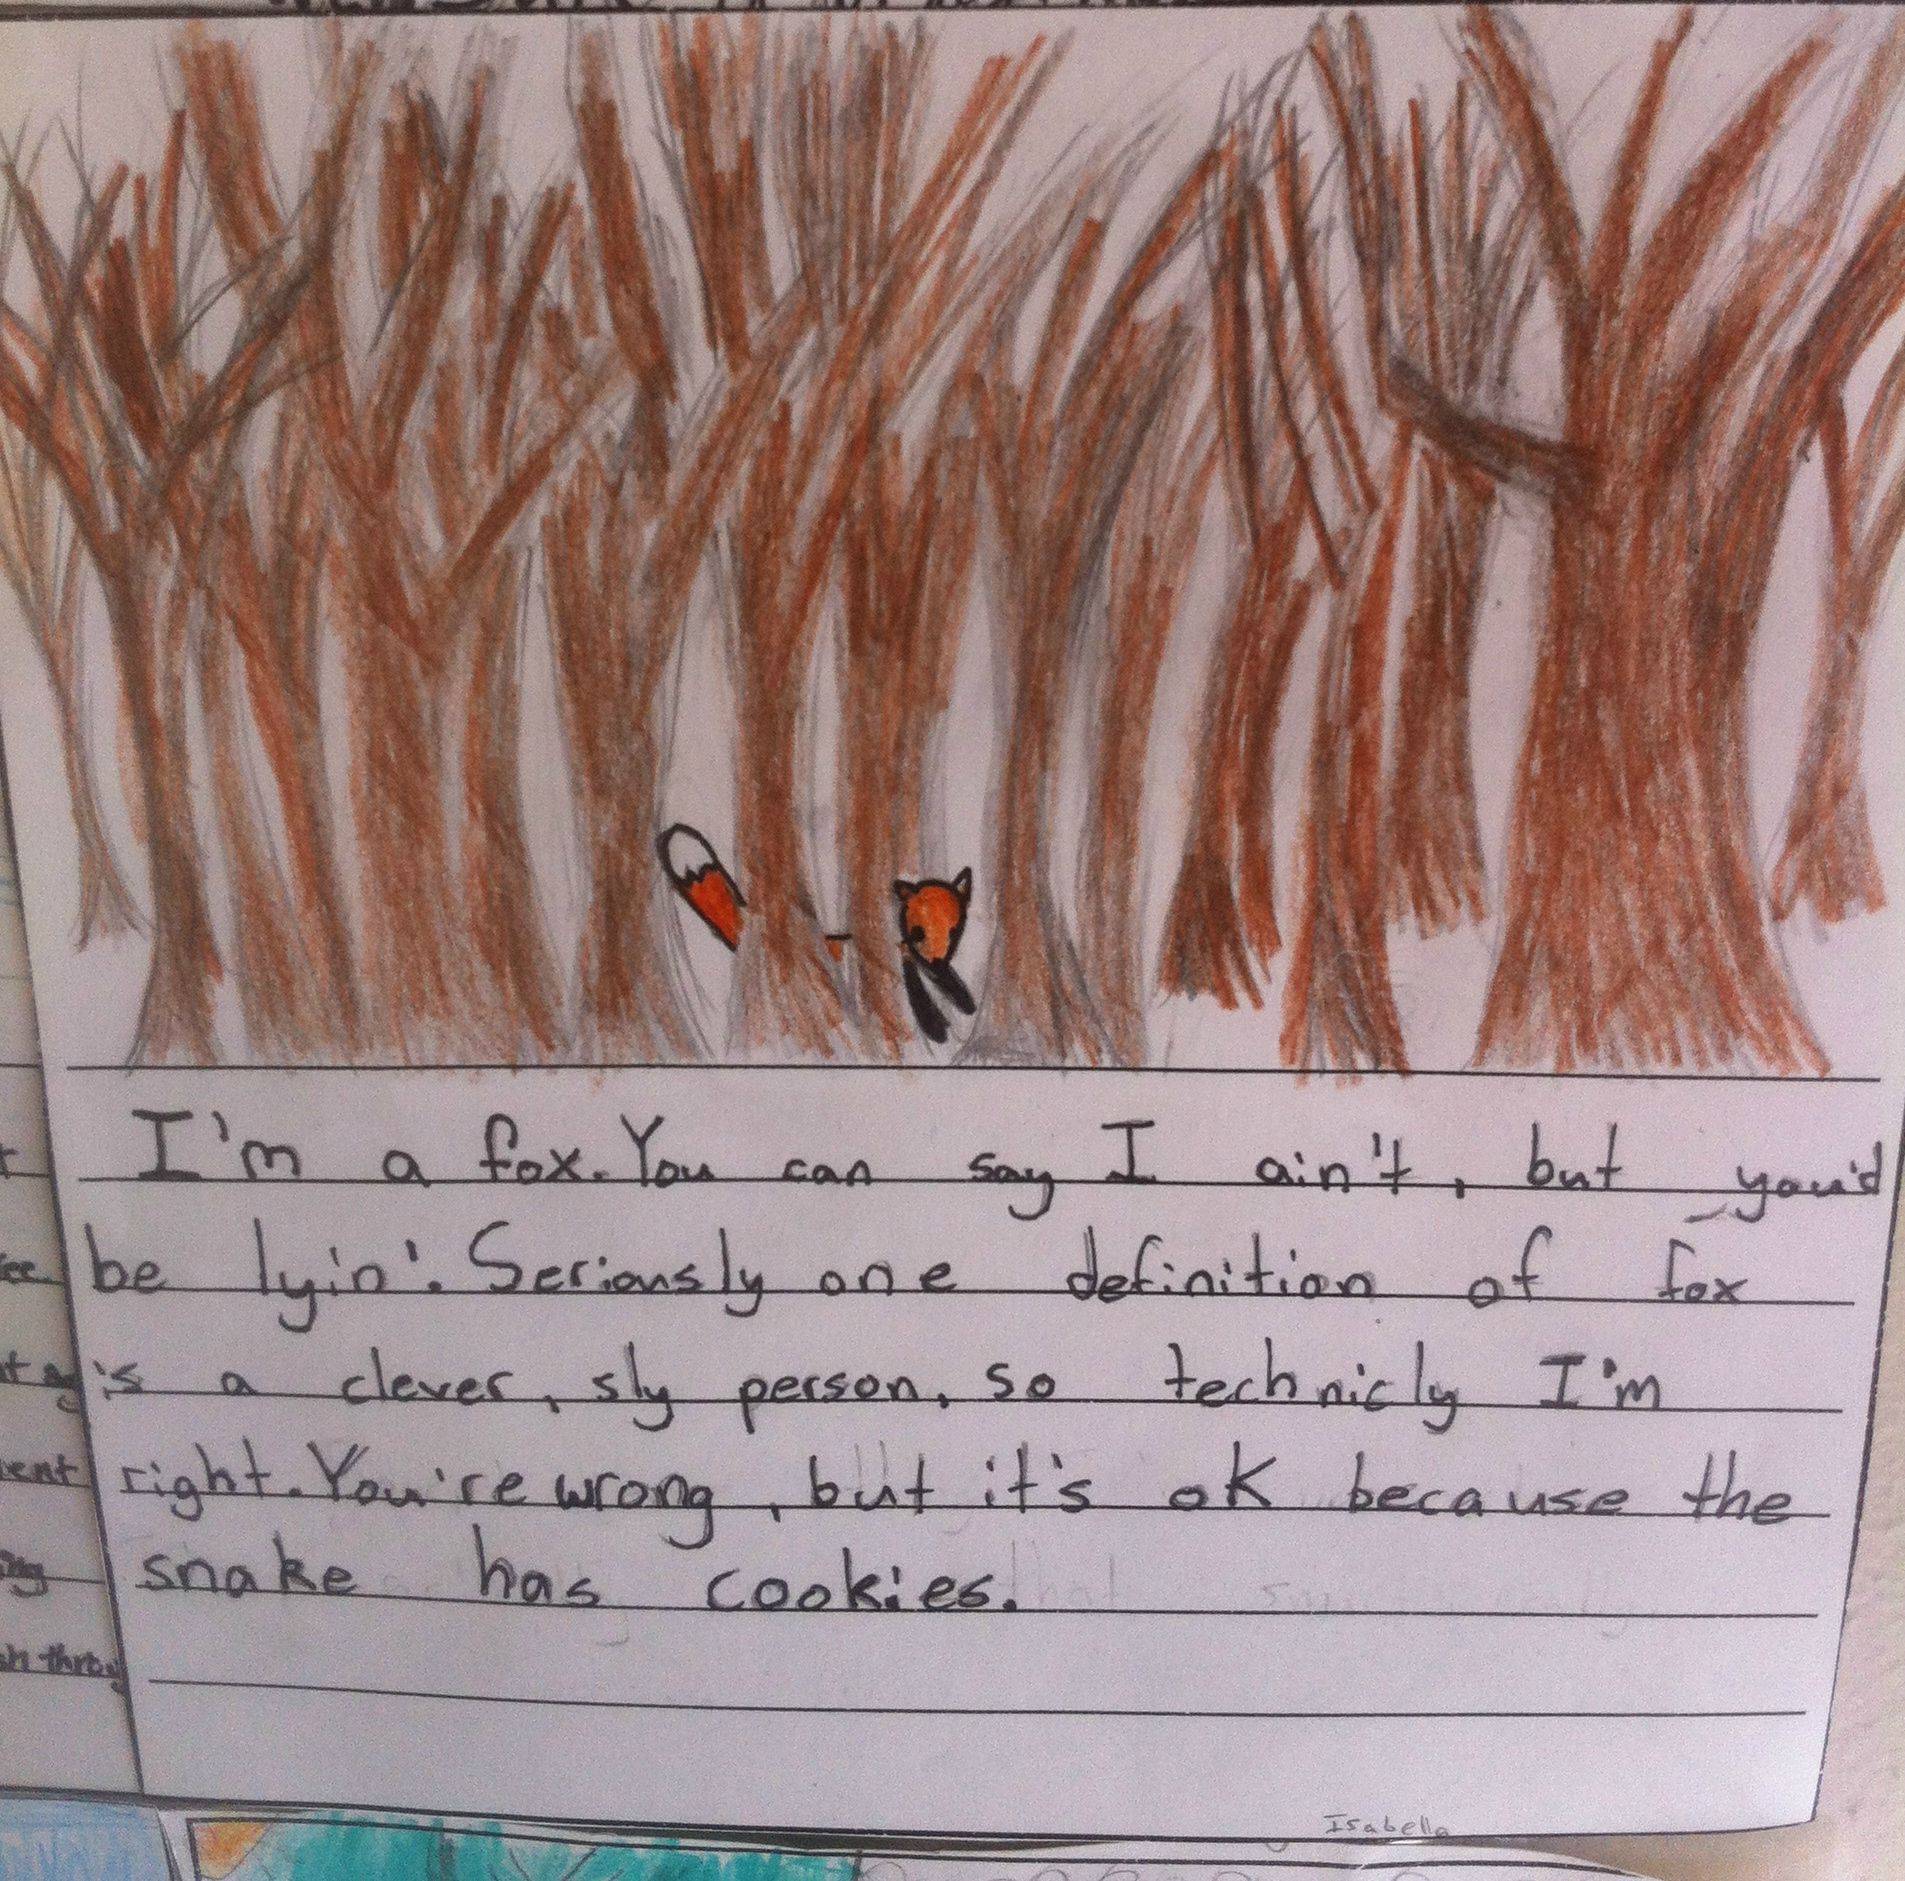 I'm a fox. You can say I ain't, but you'd
be lyin'. Seriously one definition of fox
is a clever, sly person, so technicly I'm
right. You're wrong, but it's ok because the
snake has cookies.
Isabella